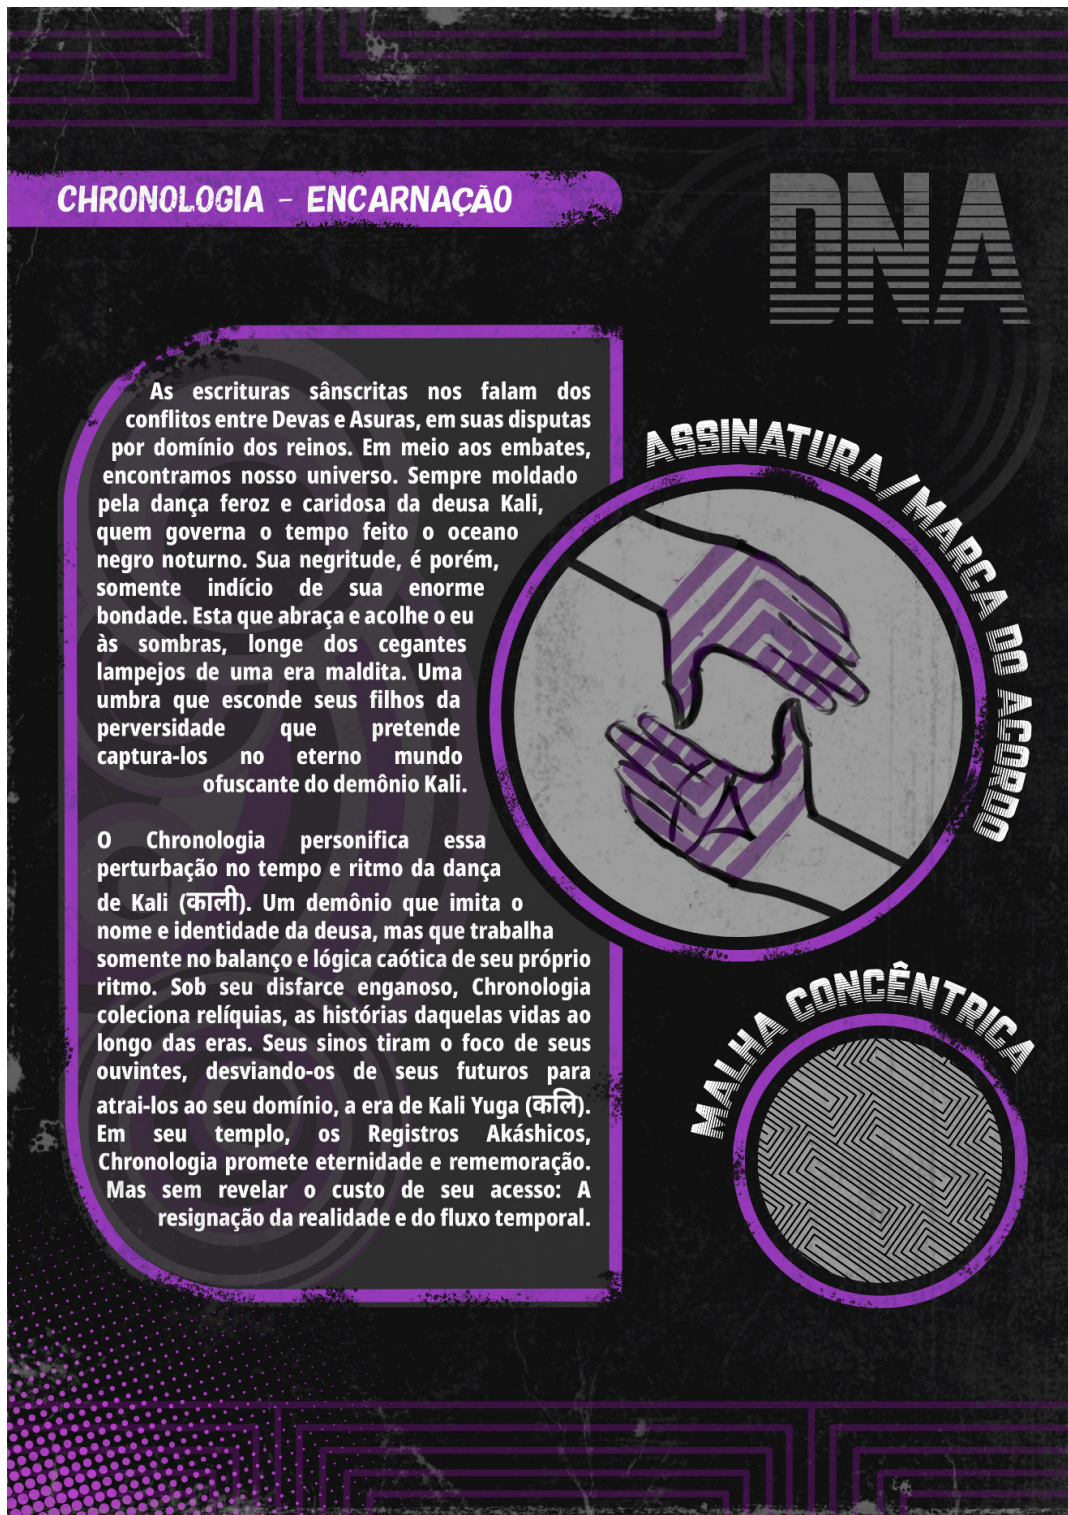 CHRONOLOGIA - ENCARNAÇÃO
DNA
As escrituras sânscritas nos falam dos
conflitos entre Devas e Asuras, em suas disputas
por domínio dos reinos. Em meio aos embates,
encontramos nosso universo. Sempre moldado
pela dança feroz e caridosa da deusa Kali,
quem governa o tempo feito o oceano
negro noturno. Sua negritude, é porém,
somente indício de sua enorme
bondade. Esta que abraça e acolhe o eu
às sombras, longe dos cegantes
lampejos de uma era maldita. Uma
umbra que esconde seus filhos da
perversidade que pretende
captura-los no eterno mundo
ofuscante do demônio Kali.
O Chronologia personifica essa
perturbação no tempo e ritmo da dança
de Kali (काली). Um demônio que imita o
nome e identidade da deusa, mas que trabalha
somente no balanço e lógica caótica de seu próprio
ritmo. Sob seu disfarce enganoso, Chronologia
coleciona relíquias, as histórias daquelas vidas ao
longo das eras. Seus sinos tiram o foco de seus
ouvintes, desviando-os de seus futuros para
atrai-los ao seu domínio, a era de Kali Yuga (कलि).
Em seu templo, os Registros Akáshicos,
Chronologia promete eternidade e rememoração.
Mas sem revelar o custo de seu acesso: A
resignação da realidade e do fluxo temporal.
ASSINATURA/MARCA DO ACORDO
MALHA CONCÊNTRICA